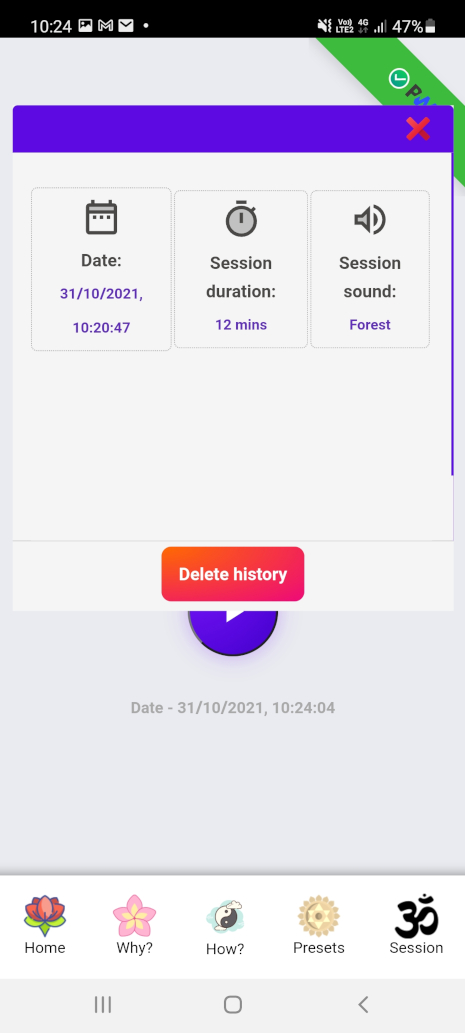 10:24
Vo)) 4G 47%
LTE2
Date:
31/10/2021,
10:20:47
Session
duration:
12 mins
Session
sound:
Forest
Delete history
Date - 31/10/2021, 10:24:04
Home Why? How? Presets Session